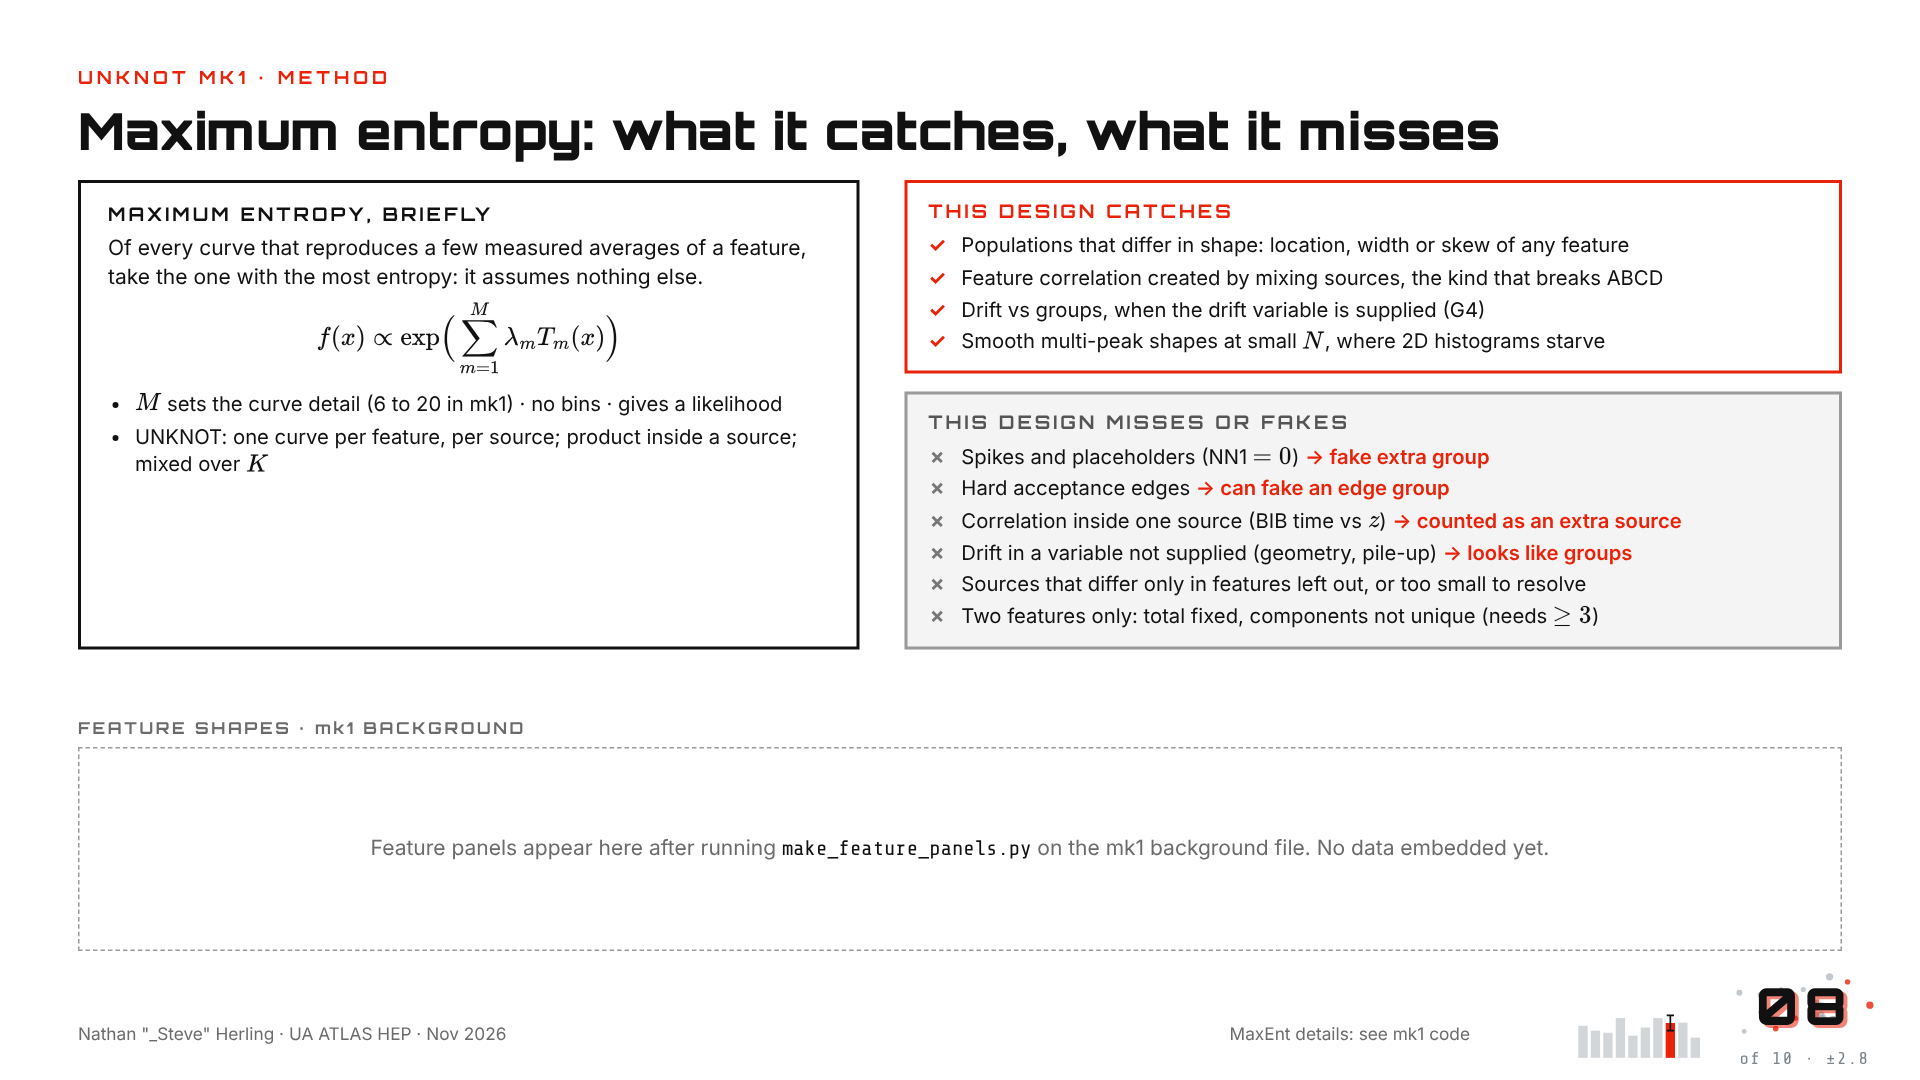 UNKNOT MK1 · METHOD
Maximum entropy: what it catches, what it misses
MAXIMUM ENTROPY, BRIEFLY
Of every curve that reproduces a few measured averages of a feature,
take the one with the most entropy: it assumes nothing else.
f(x) ∝ exp(∑_{m=1}^{M} λ_m T_m(x))
• M sets the curve detail (6 to 20 in mk1) · no bins · gives a likelihood
• UNKNOT: one curve per feature, per source; product inside a source;
mixed over K
THIS DESIGN CATCHES
✓ Populations that differ in shape: location, width or skew of any feature
✓ Feature correlation created by mixing sources, the kind that breaks ABCD
✓ Drift vs groups, when the drift variable is supplied (G4)
✓ Smooth multi-peak shapes at small N, where 2D histograms starve
THIS DESIGN MISSES OR FAKES
× Spikes and placeholders (NN1 = 0) → fake extra group
× Hard acceptance edges → can fake an edge group
× Correlation inside one source (BIB time vs z) → counted as an extra source
× Drift in a variable not supplied (geometry, pile-up) → looks like groups
× Sources that differ only in features left out, or too small to resolve
× Two features only: total fixed, components not unique (needs ≥ 3)
FEATURE SHAPES · mk1 BACKGROUND
Feature panels appear here after running make_feature_panels.py on the mk1 background file. No data embedded yet.
Nathan "_Steve" Herling · UA ATLAS HEP · Nov 2026
MaxEnt details: see mk1 code
08
of 10 · ±2.8